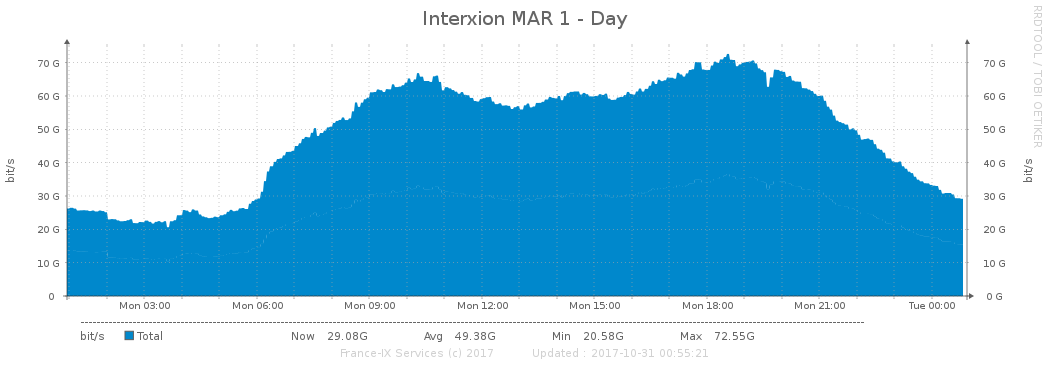 Interxion MAR 1 - Day
RRDTOOL / TOBI OETIKER
bit/s
bit/s
70 G 70 G
60 G 60 G
50 G 50 G
40 G 40 G
30 G 30 G
20 G 20 G
10 G 10 G
0 0 G
Mon 03:00 Mon 06:00 Mon 09:00 Mon 12:00 Mon 15:00 Mon 18:00 Mon 21:00 Tue 00:00
bit/s Total Now 29.08G Avg 49.38G Min 20.58G Max 72.55G
France-IX Services (c) 2017 Updated : 2017-10-31 00:55:21